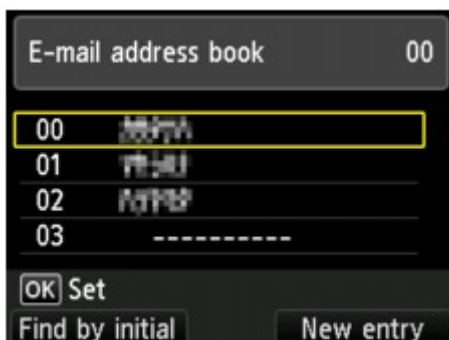 E-mail address book 00
00
01
02
03 ----------
OK Set
Find by initial New entry